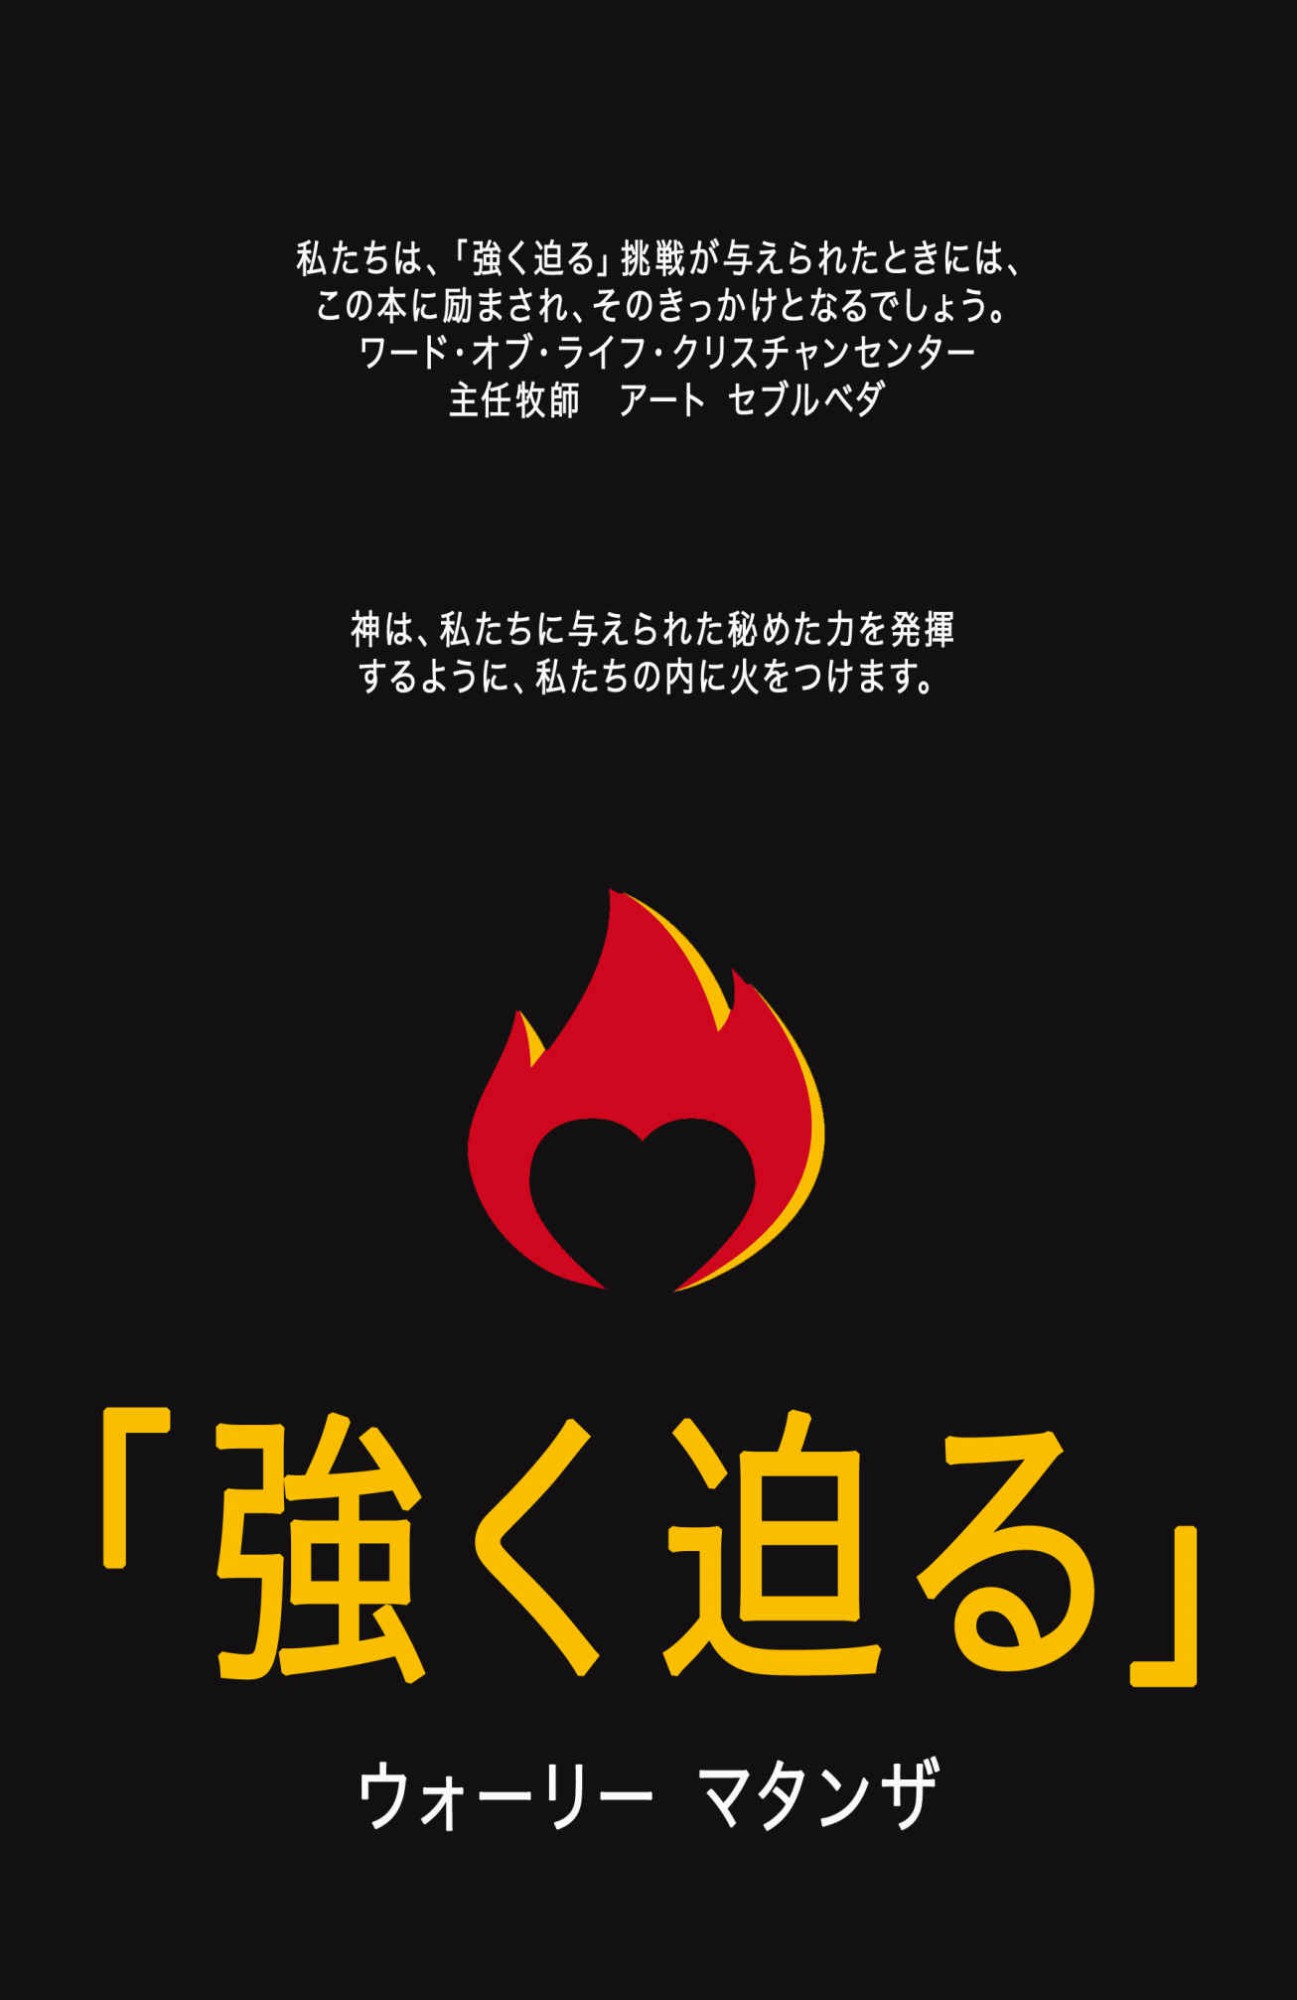 私たちは、「強く迫る」挑戦が与えられたときには、
この本に励まされ、そのきっかけとなるでしょう。
ワード・オブ・ライフ・クリスチャンセンター
主任牧師　アート セブルベダ
神は、私たちに与えられた秘めた力を発揮
するように、私たちの内に火をつけます。
「強く迫る」
ウォーリー マタンザ